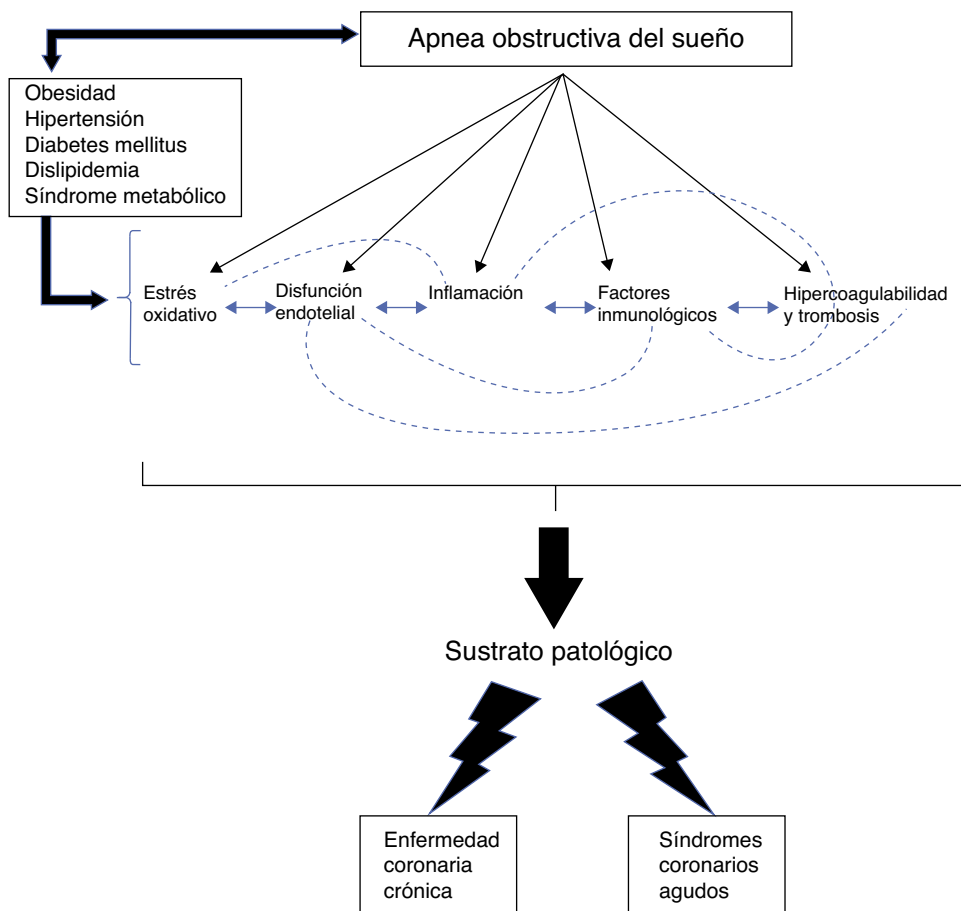 Apnea obstructiva del sueño
Obesidad
Hipertensión
Diabetes mellitus
Dislipidemia
Síndrome metabólico
Estrés
oxidativo
Disfunción
endotelial
Inflamación
Factores
inmunológicos
Hipercoagulabilidad
y trombosis
Sustrato patológico
Enfermedad
coronaria
crónica
Síndromes
coronarios
agudos